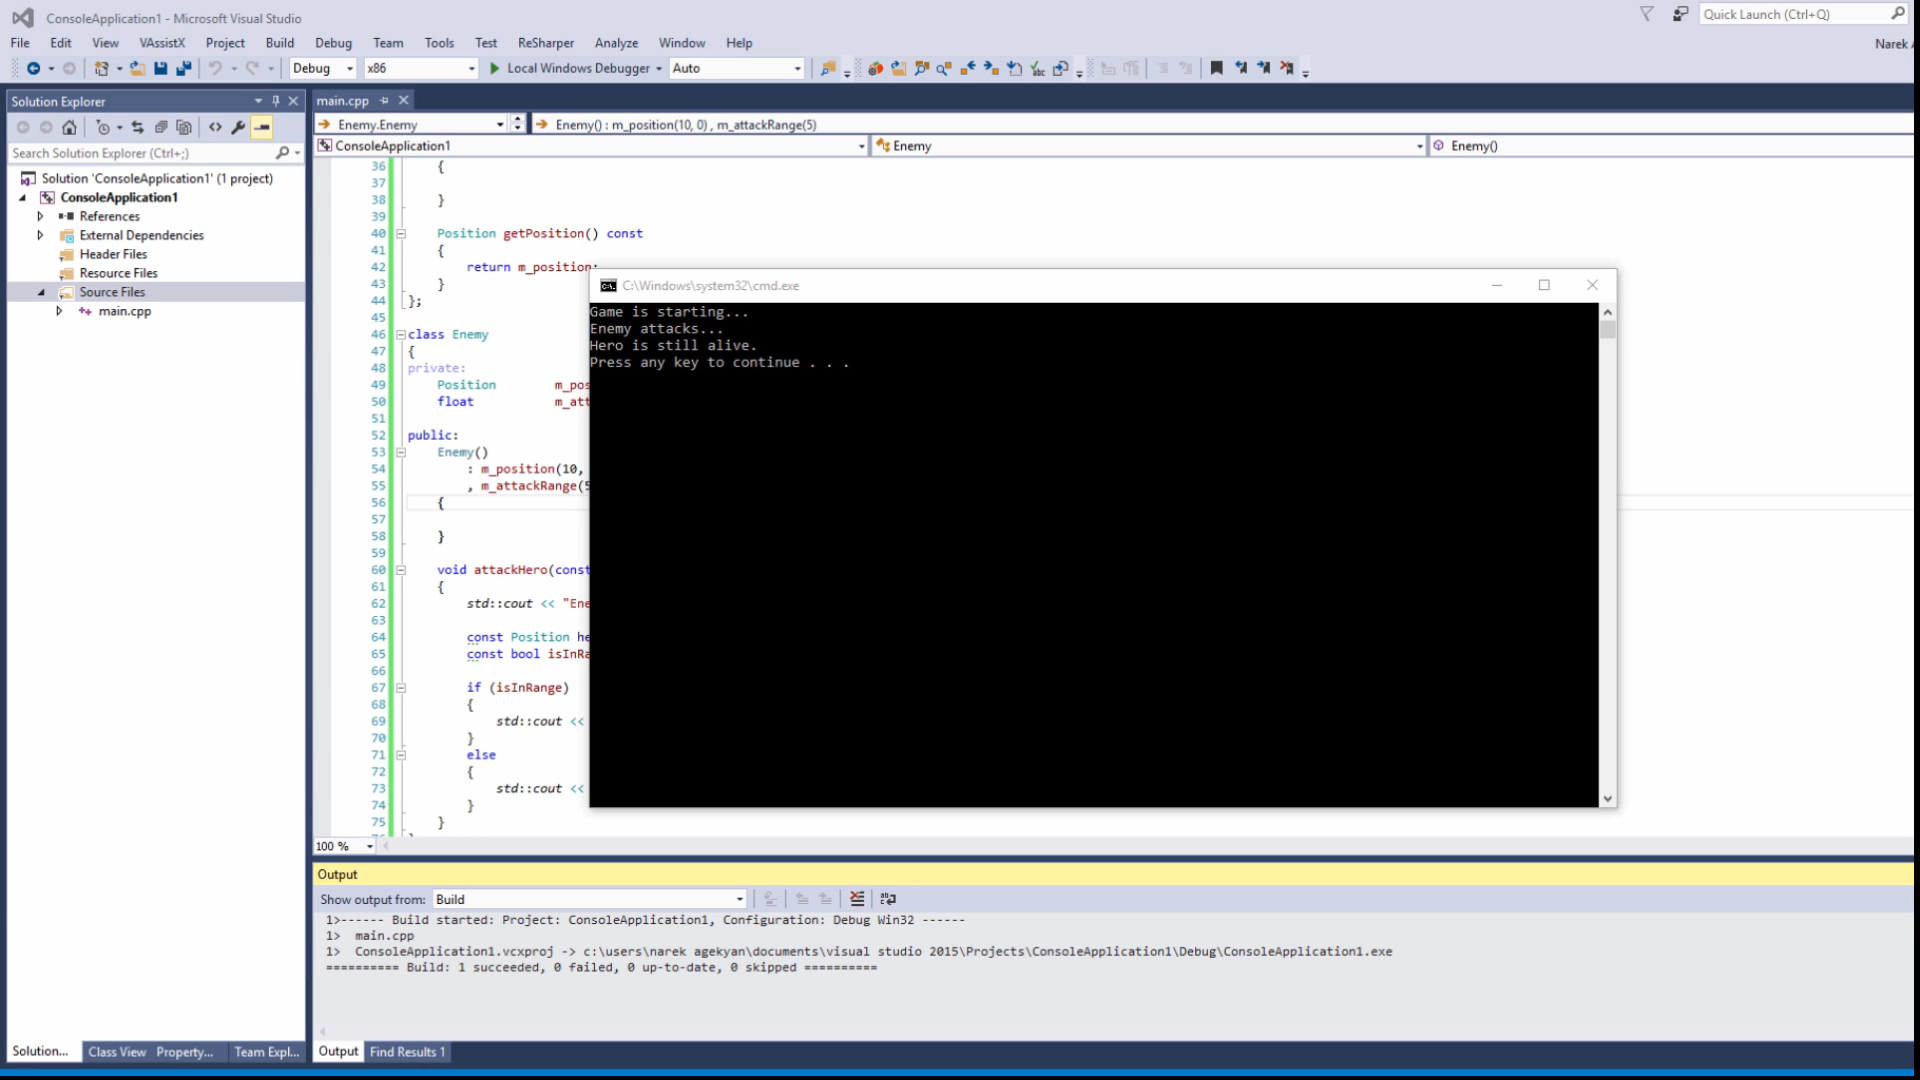 ConsoleApplication1 - Microsoft Visual Studio
Quick Launch (Ctrl+Q)
File Edit View VAssistX Project Build Debug Team Tools Test ReSharper Analyze Window Help
Narek
Debug x86 Local Windows Debugger Auto
Solution Explorer
Search Solution Explorer (Ctrl+;)
Solution 'ConsoleApplication1' (1 project)
ConsoleApplication1
References
External Dependencies
Header Files
Resource Files
Source Files
main.cpp
main.cpp
Enemy.Enemy Enemy() : m_position(10, 0) , m_attackRange(5)
ConsoleApplication1 Enemy Enemy()
36 {
37
38 }
39
40 Position getPosition() const
41 {
42 return m_position;
43 }
44 };
45
46 class Enemy
47 {
48 private:
49 Position m_pos
50 float m_att
51
52 public:
53 Enemy()
54 : m_position(10,
55 , m_attackRange(5
56 {
57
58 }
59
60 void attackHero(const
61 {
62 std::cout << "Ene
63
64 const Position he
65 const bool isInRa
66
67 if (isInRange)
68 {
69 std::cout <<
70 }
71 else
72 {
73 std::cout <<
74 }
75 }
C:\Windows\system32\cmd.exe
Game is starting...
Enemy attacks...
Hero is still alive.
Press any key to continue . . .
100 %
Output
Show output from: Build
1>------ Build started: Project: ConsoleApplication1, Configuration: Debug Win32 ------
1> main.cpp
1> ConsoleApplication1.vcxproj -> c:\users\narek agekyan\documents\visual studio 2015\Projects\ConsoleApplication1\Debug\ConsoleApplication1.exe
========== Build: 1 succeeded, 0 failed, 0 up-to-date, 0 skipped ==========
Solution... Class View Property... Team Expl...
Output Find Results 1